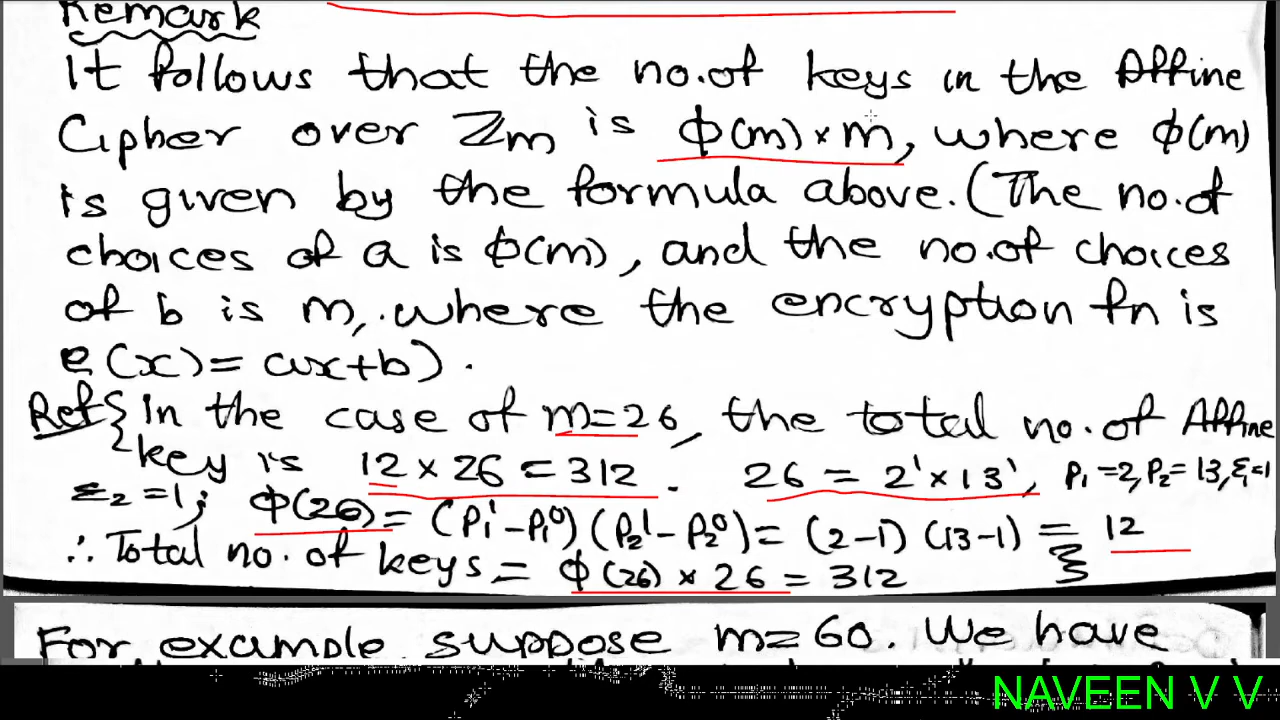 Remark
It follows that the no.of keys in the Affine
Cipher over Zm is ϕ(m)×m, where ϕ(m)
is given by the formula above. (The no.of
choices of a is ϕ(m), and the no.of choices
of b is m, where the encryption fn is
e(x)= ax+b).
Ref { In the case of m=26, the total no.of Affine
key is 12×26=312. 26 = 2¹×13¹, P₁=2, P₂=13, ε₁=1
ε₂=1; ϕ(26)= (P₁¹-P₁⁰)(P₂¹-P₂⁰)= (2-1)(13-1) = 12
∴ Total no. of keys = ϕ(26) × 26 = 312
For example suppose m=60. We have
NAVEEN V V